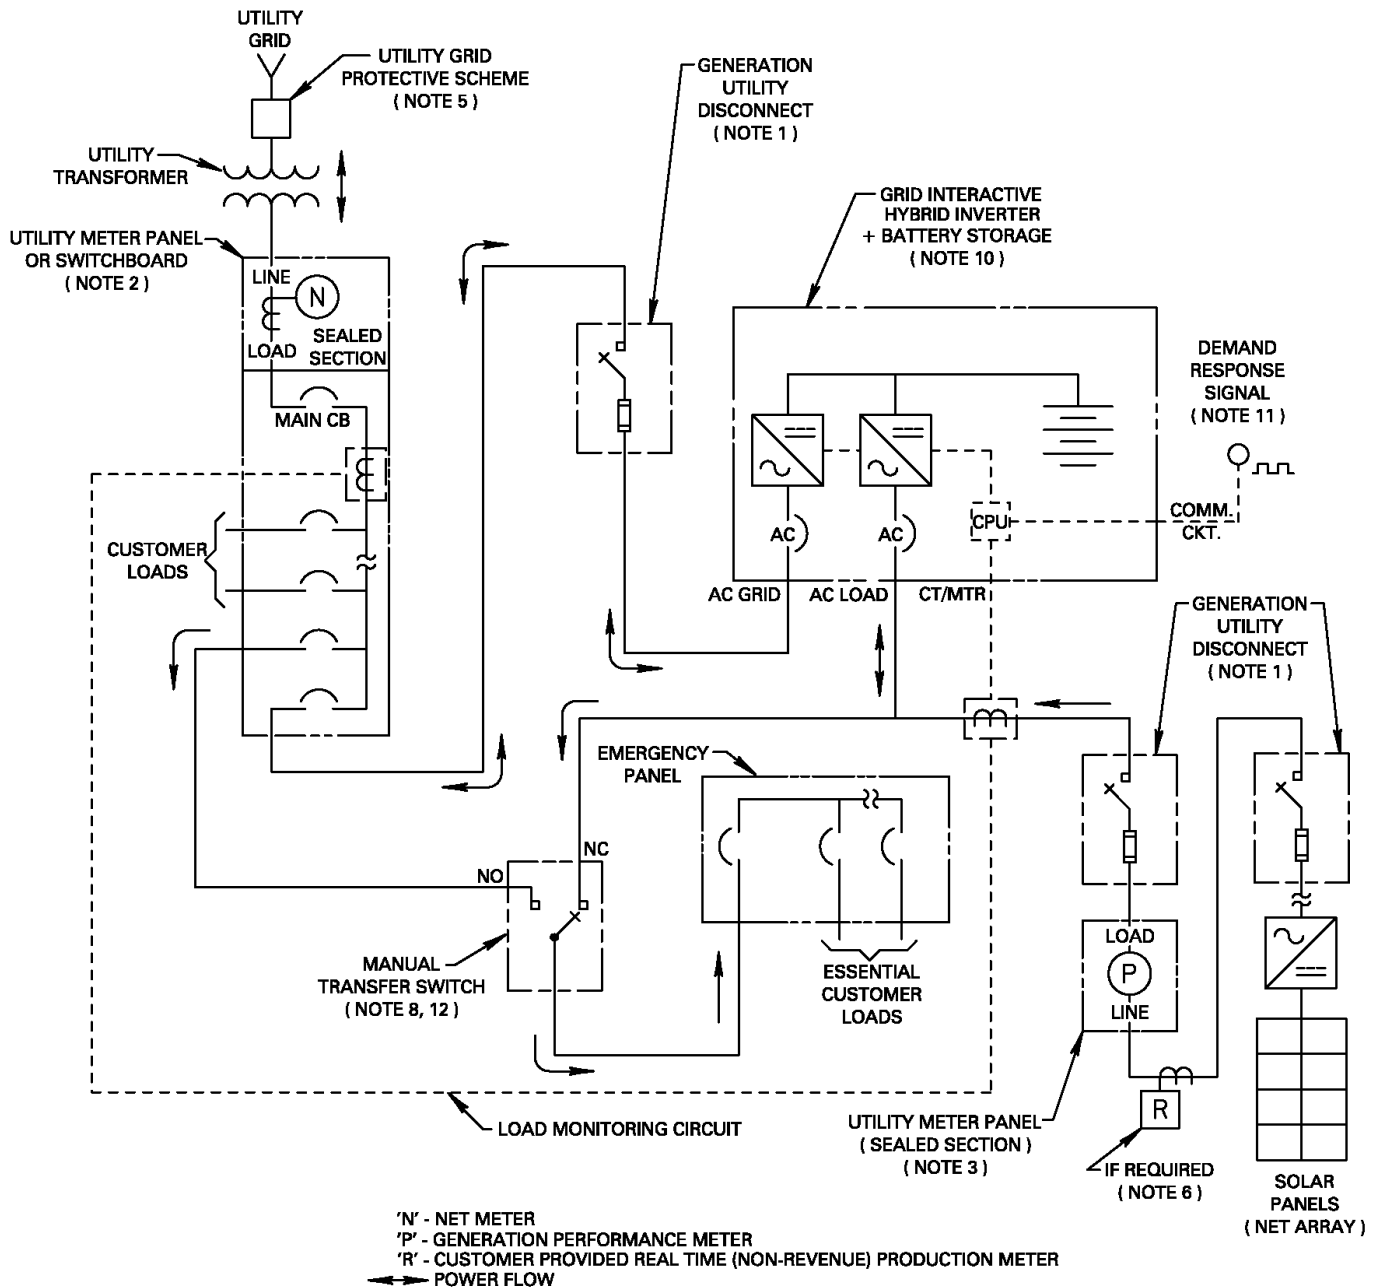 UTILITY
GRID
UTILITY GRID
PROTECTIVE SCHEME
( NOTE 5 )
GENERATION
UTILITY
DISCONNECT
( NOTE 1 )
UTILITY
TRANSFORMER
GRID INTERACTIVE
HYBRID INVERTER
+ BATTERY STORAGE
( NOTE 10 )
UTILITY METER PANEL
OR SWITCHBOARD
( NOTE 2 )
LINE
N
SEALED
SECTION
LOAD
MAIN CB
DEMAND
RESPONSE
SIGNAL
( NOTE 11 )
AC
AC
CPU
COMM.
CKT.
CUSTOMER
LOADS
AC GRID
AC LOAD
CT/MTR
GENERATION
UTILITY
DISCONNECT
( NOTE 1 )
EMERGENCY
PANEL
NC
NO
MANUAL
TRANSFER SWITCH
( NOTE 8, 12 )
ESSENTIAL
CUSTOMER
LOADS
LOAD
P
LINE
R
LOAD MONITORING CIRCUIT
UTILITY METER PANEL
( SEALED SECTION )
( NOTE 3 )
IF REQUIRED
( NOTE 6 )
SOLAR
PANELS
( NET ARRAY )
'N' - NET METER
'P' - GENERATION PERFORMANCE METER
'R' - CUSTOMER PROVIDED REAL TIME (NON-REVENUE) PRODUCTION METER
POWER FLOW